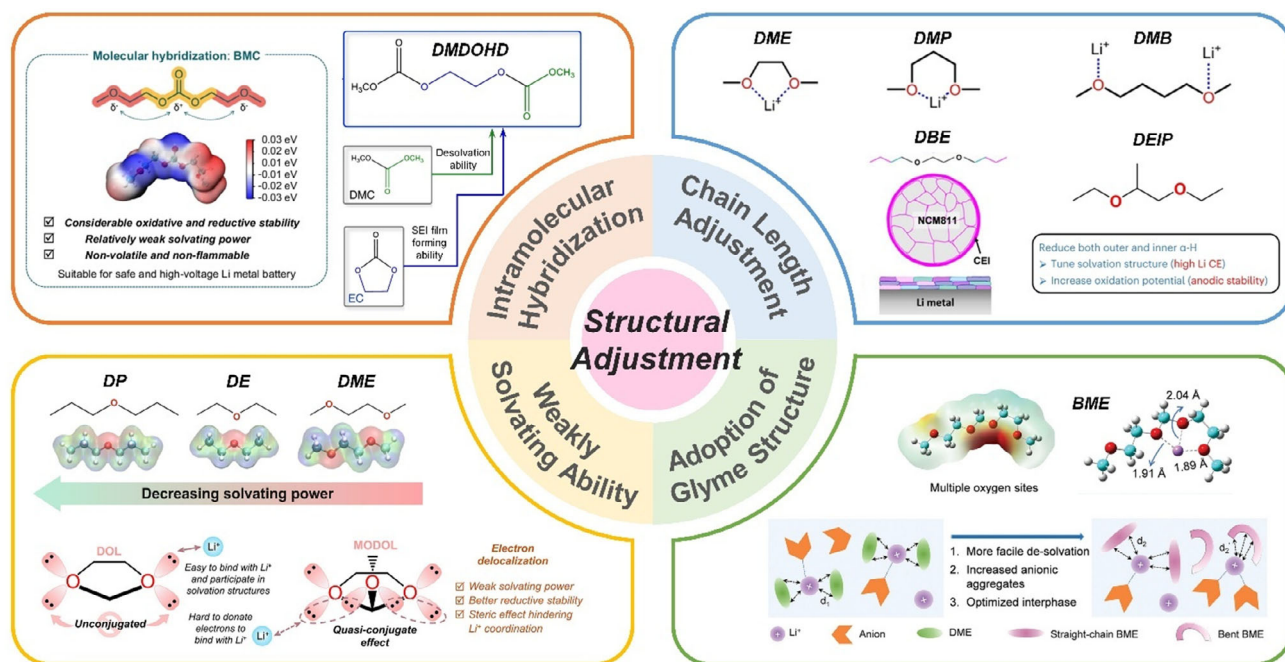 Molecular hybridization: BMC
O
O O O O
δ- δ+ δ-
0.03 eV
0.02 eV
0.01 eV
-0.01 eV
-0.02 eV
-0.03 eV
☑ Considerable oxidative and reductive stability
☑ Relatively weak solvating power
☑ Non-volatile and non-flammable
Suitable for safe and high-voltage Li metal battery
DMDOHD
O
OCH₃
H₃CO O O
O
Desolvation
ability
H₃CO OCH₃
O
DMC
SEI film
forming
ability
O
O O
EC
DME
DMP
DMB
Li⁺ Li⁺
O O
Li⁺
O O
Li⁺
O
O
DBE
O O
NCM811
CEI
Li metal
DEIP
O
O
Reduce both outer and inner α-H
➢ Tune solvation structure (high Li CE)
➢ Increase oxidation potential (anodic stability)
Intramolecular
Hybridization
Chain Length
Adjustment
Structural
Adjustment
Weakly
Solvating Ability
Adoption of
Glyme Structure
DP
DE
DME
O
O
O
O
Decreasing solvating power
DOL
Li⁺
O O
Easy to bind with Li⁺
and participate in
solvation structures
Unconjugated
Hard to donate
electrons to
bind with Li⁺
Li⁺
MODOL
O O O
Quasi-conjugate
effect
Electron
delocalization
☑ Weak solvating power
☑ Better reductive stability
☑ Steric effect hindering
Li⁺ coordination
Multiple oxygen sites
BME
2.04 Å
1.91 Å
1.89 Å
d₁
1. More facile de-solvation
2. Increased anionic
aggregates
3. Optimized interphase
d₂
d₂
Li⁺
Anion
DME
Straight-chain BME
Bent BME